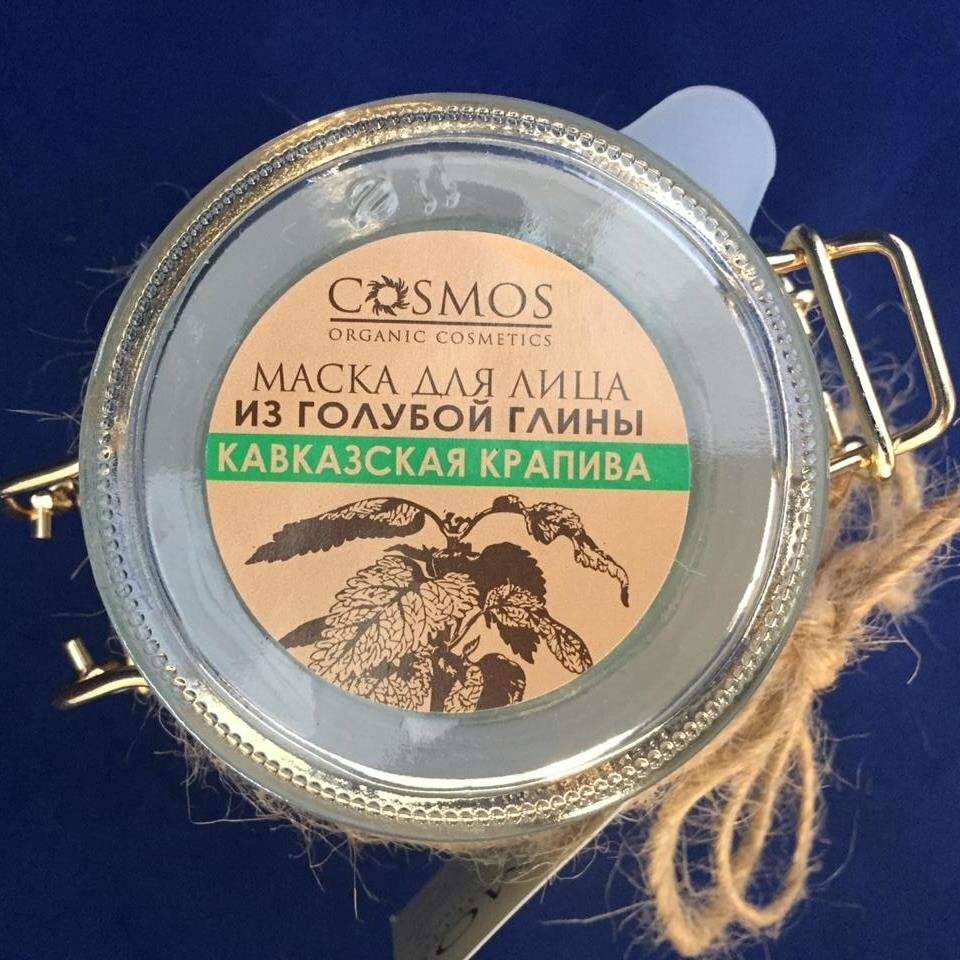 COSMOS
ORGANIC COSMETICS
МАСКА ДЛЯ ЛИЦА
ИЗ ГОЛУБОЙ ГЛИНЫ
КАВКАЗСКАЯ КРАПИВА